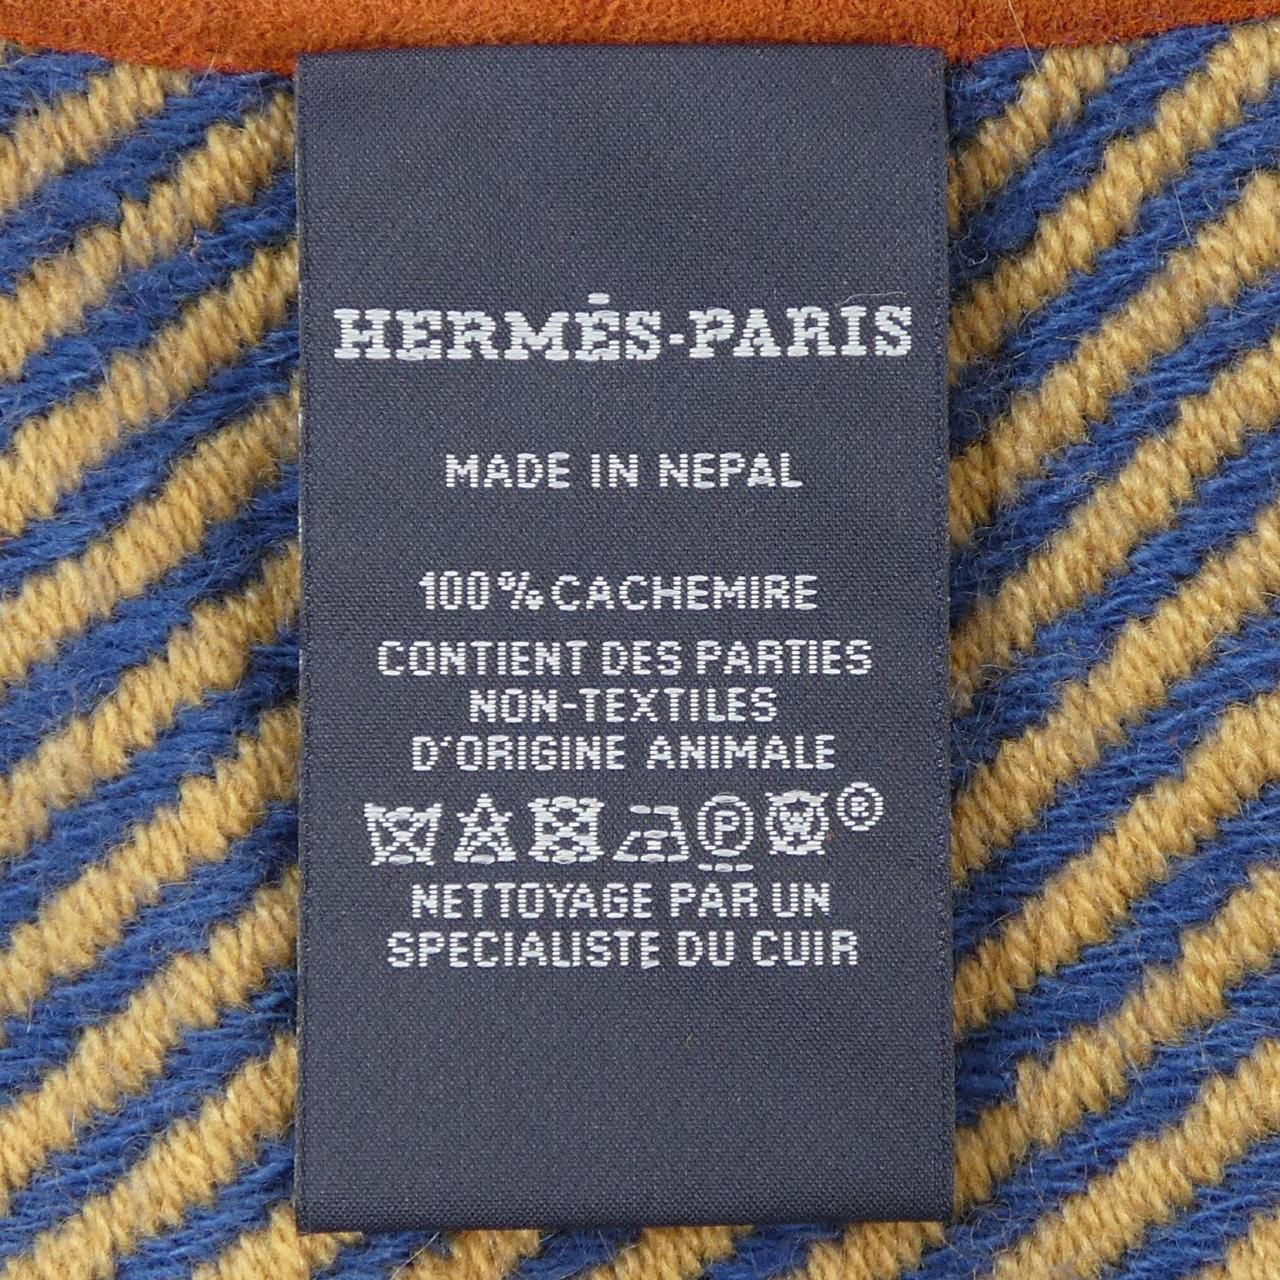 HERMÈS-PARIS
MADE IN NEPAL
100% CACHEMIRE
CONTIENT DES PARTIES
NON-TEXTILES
D'ORIGINE ANIMALE
P W ®
NETTOYAGE PAR UN
SPECIALISTE DU CUIR